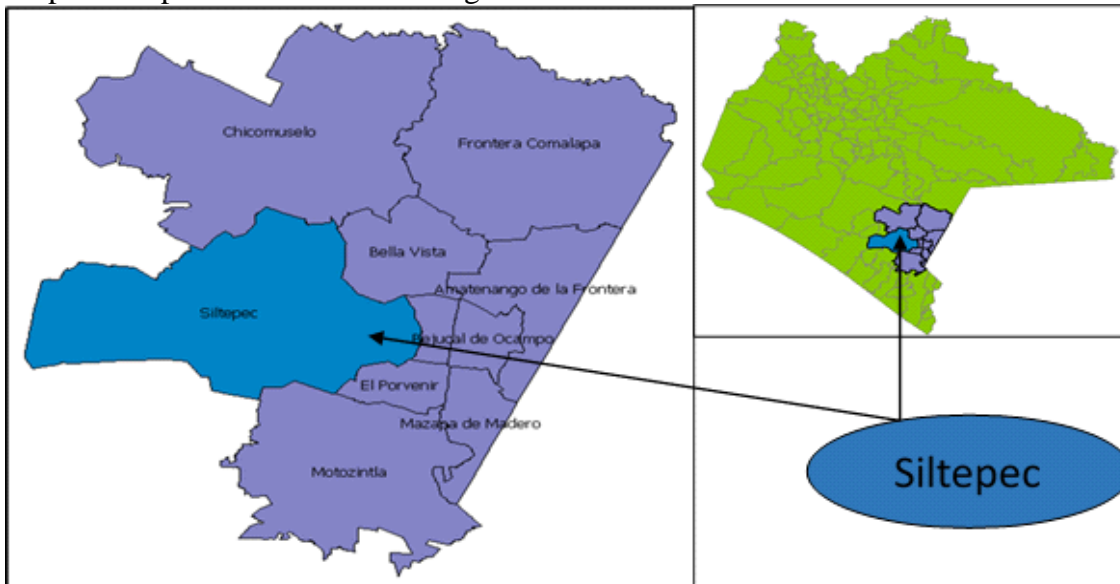 Chicomuselo
Frontera Comalapa
Bella Vista
Amatenango de la Frontera
Siltepec
Bejucal de Ocampo
El Porvenir
Mazapa de Madero
Motozintla
Siltepec